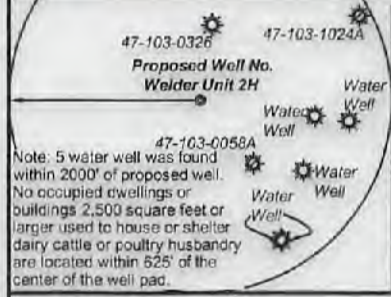 47-103-0326
47-103-1024A
Proposed Well No.
Welder Unit 2H
Water
Well
Water
Well
47-103-0058A
Note: 5 water well was found
within 2000' of proposed well.
No occupied dwellings or
buildings 2,500 square feet or
larger used to house or shelter
dairy cattle or poultry husbandry
are located within 625' of the
center of the well pad.
Water
Well
Water
Well